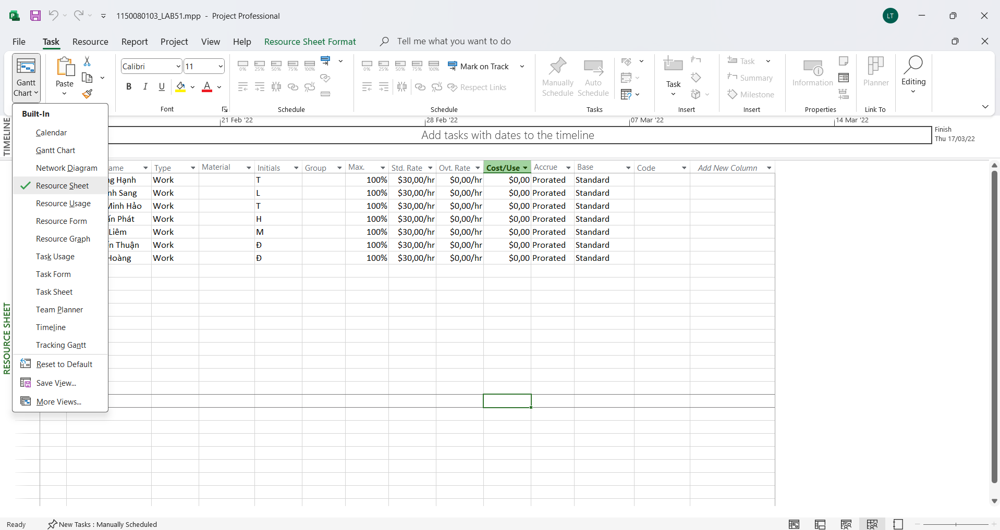 1150080103_LAB51.mpp - Project Professional
LT
File Task Resource Report Project View Help Resource Sheet Format Tell me what you want to do
Gantt Chart
Paste
Calibri 11
B I U A
Font
0% 25% 50% 75% 100%
Schedule
0% 25% 50% 75% 100% Mark on Track
Respect Links
Schedule
Manually Schedule
Auto Schedule
Tasks
Task
Insert
Task
Summary
Milestone
Insert
Information
Properties
Planner
Link To
Editing
TIMELINE
21 Feb '22 28 Feb '22 07 Mar '22 14 Mar '22
Add tasks with dates to the timeline
Finish
Thu 17/03/22
Built-In
Calendar
Gantt Chart
Network Diagram
Resource Sheet
Resource Usage
Resource Form
Resource Graph
Task Usage
Task Form
Task Sheet
Team Planner
Timeline
Tracking Gantt
Reset to Default
Save View...
More Views...
RESOURCE SHEET
ame Type Material Initials Group Max. Std. Rate Ovt. Rate Cost/Use Accrue Base Code Add New Column
ng Hạnh Work T 100% $30,00/hr $0,00/hr $0,00 Prorated Standard
nh Sang Work L 100% $30,00/hr $0,00/hr $0,00 Prorated Standard
Minh Hảo Work T 100% $30,00/hr $0,00/hr $0,00 Prorated Standard
ấn Phát Work H 100% $30,00/hr $0,00/hr $0,00 Prorated Standard
Liêm Work M 100% $30,00/hr $0,00/hr $0,00 Prorated Standard
n Thuận Work Đ 100% $30,00/hr $0,00/hr $0,00 Prorated Standard
Hoàng Work Đ 100% $30,00/hr $0,00/hr $0,00 Prorated Standard
Ready New Tasks : Manually Scheduled